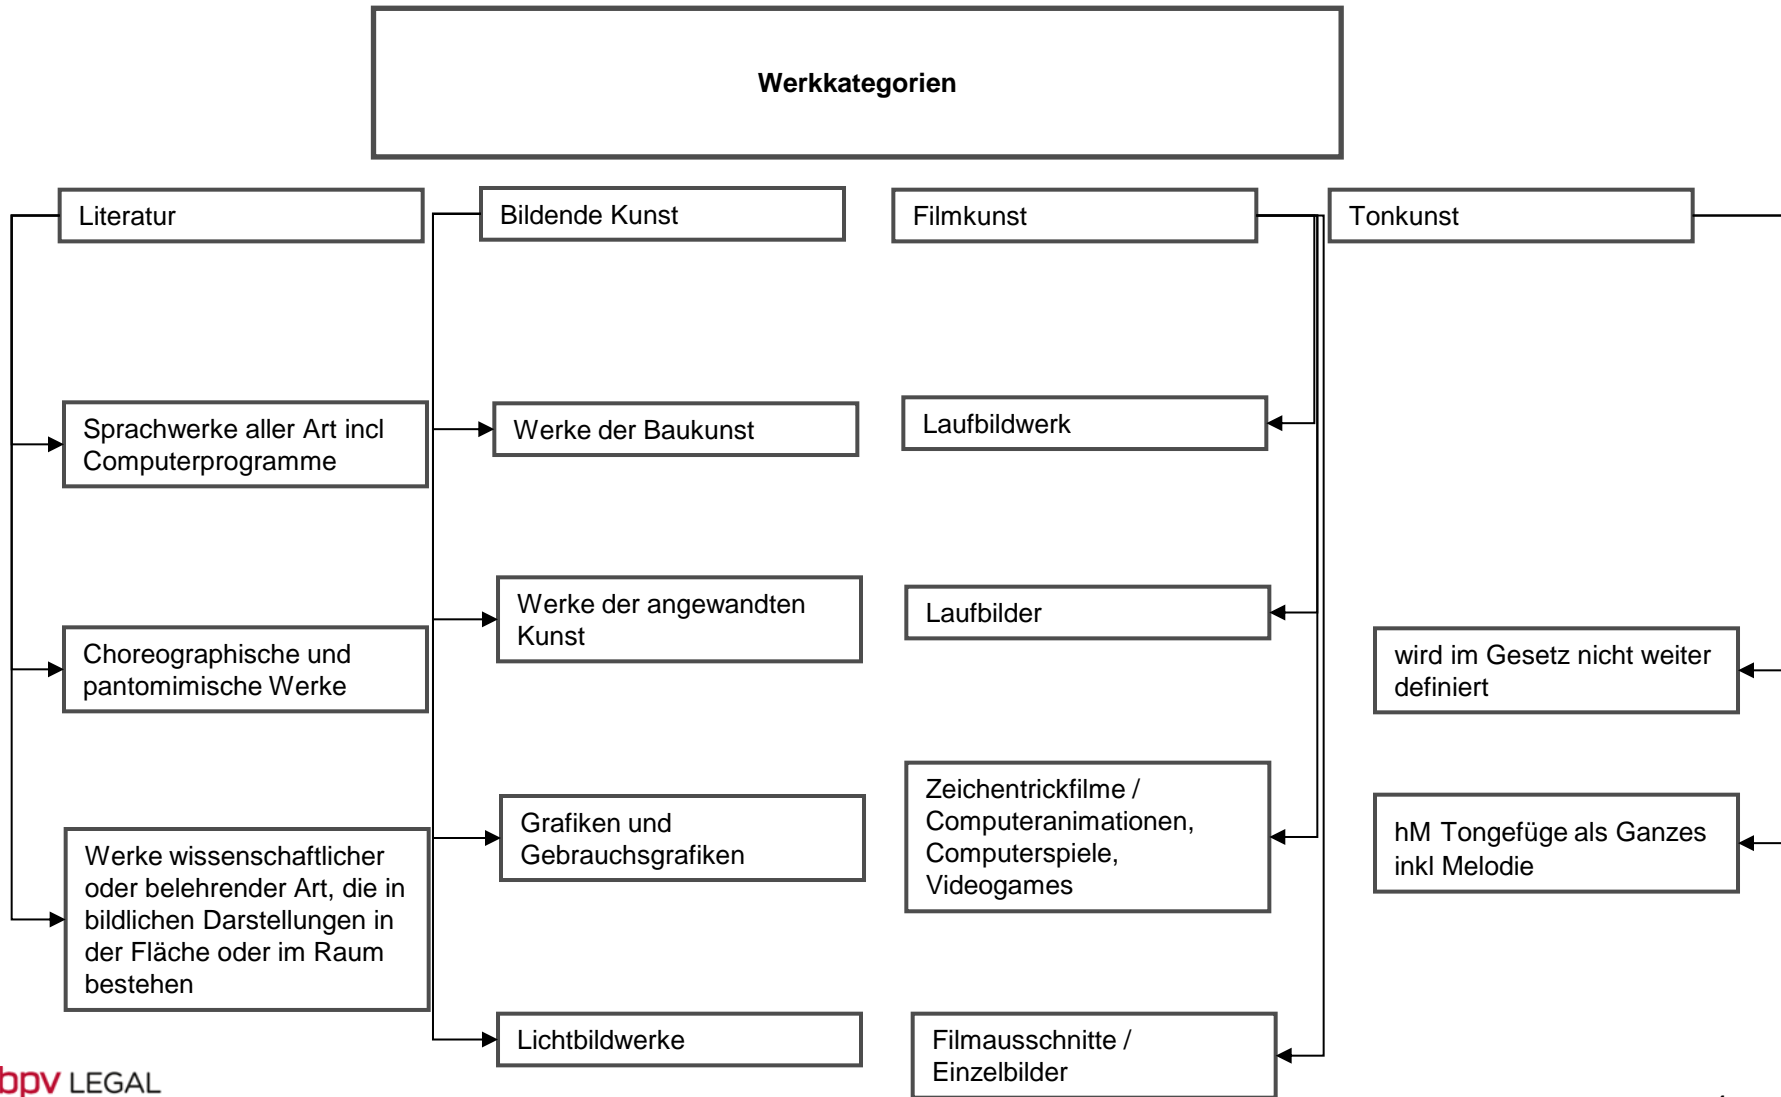 Werkkategorien
Literatur
Sprachwerke aller Art incl
Computerprogramme
Choreographische und
pantomimische Werke
Werke wissenschaftlicher
oder belehrender Art, die in
bildlichen Darstellungen in
der Fläche oder im Raum
bestehen
Bildende Kunst
Werke der Baukunst
Werke der angewandten
Kunst
Grafiken und
Gebrauchsgrafiken
Lichtbildwerke
Filmkunst
Laufbildwerk
Laufbilder
Zeichentrickfilme /
Computeranimationen,
Computerspiele,
Videogames
Filmausschnitte /
Einzelbilder
Tonkunst
wird im Gesetz nicht weiter
definiert
hM Tongefüge als Ganzes
inkl Melodie
bpv LEGAL